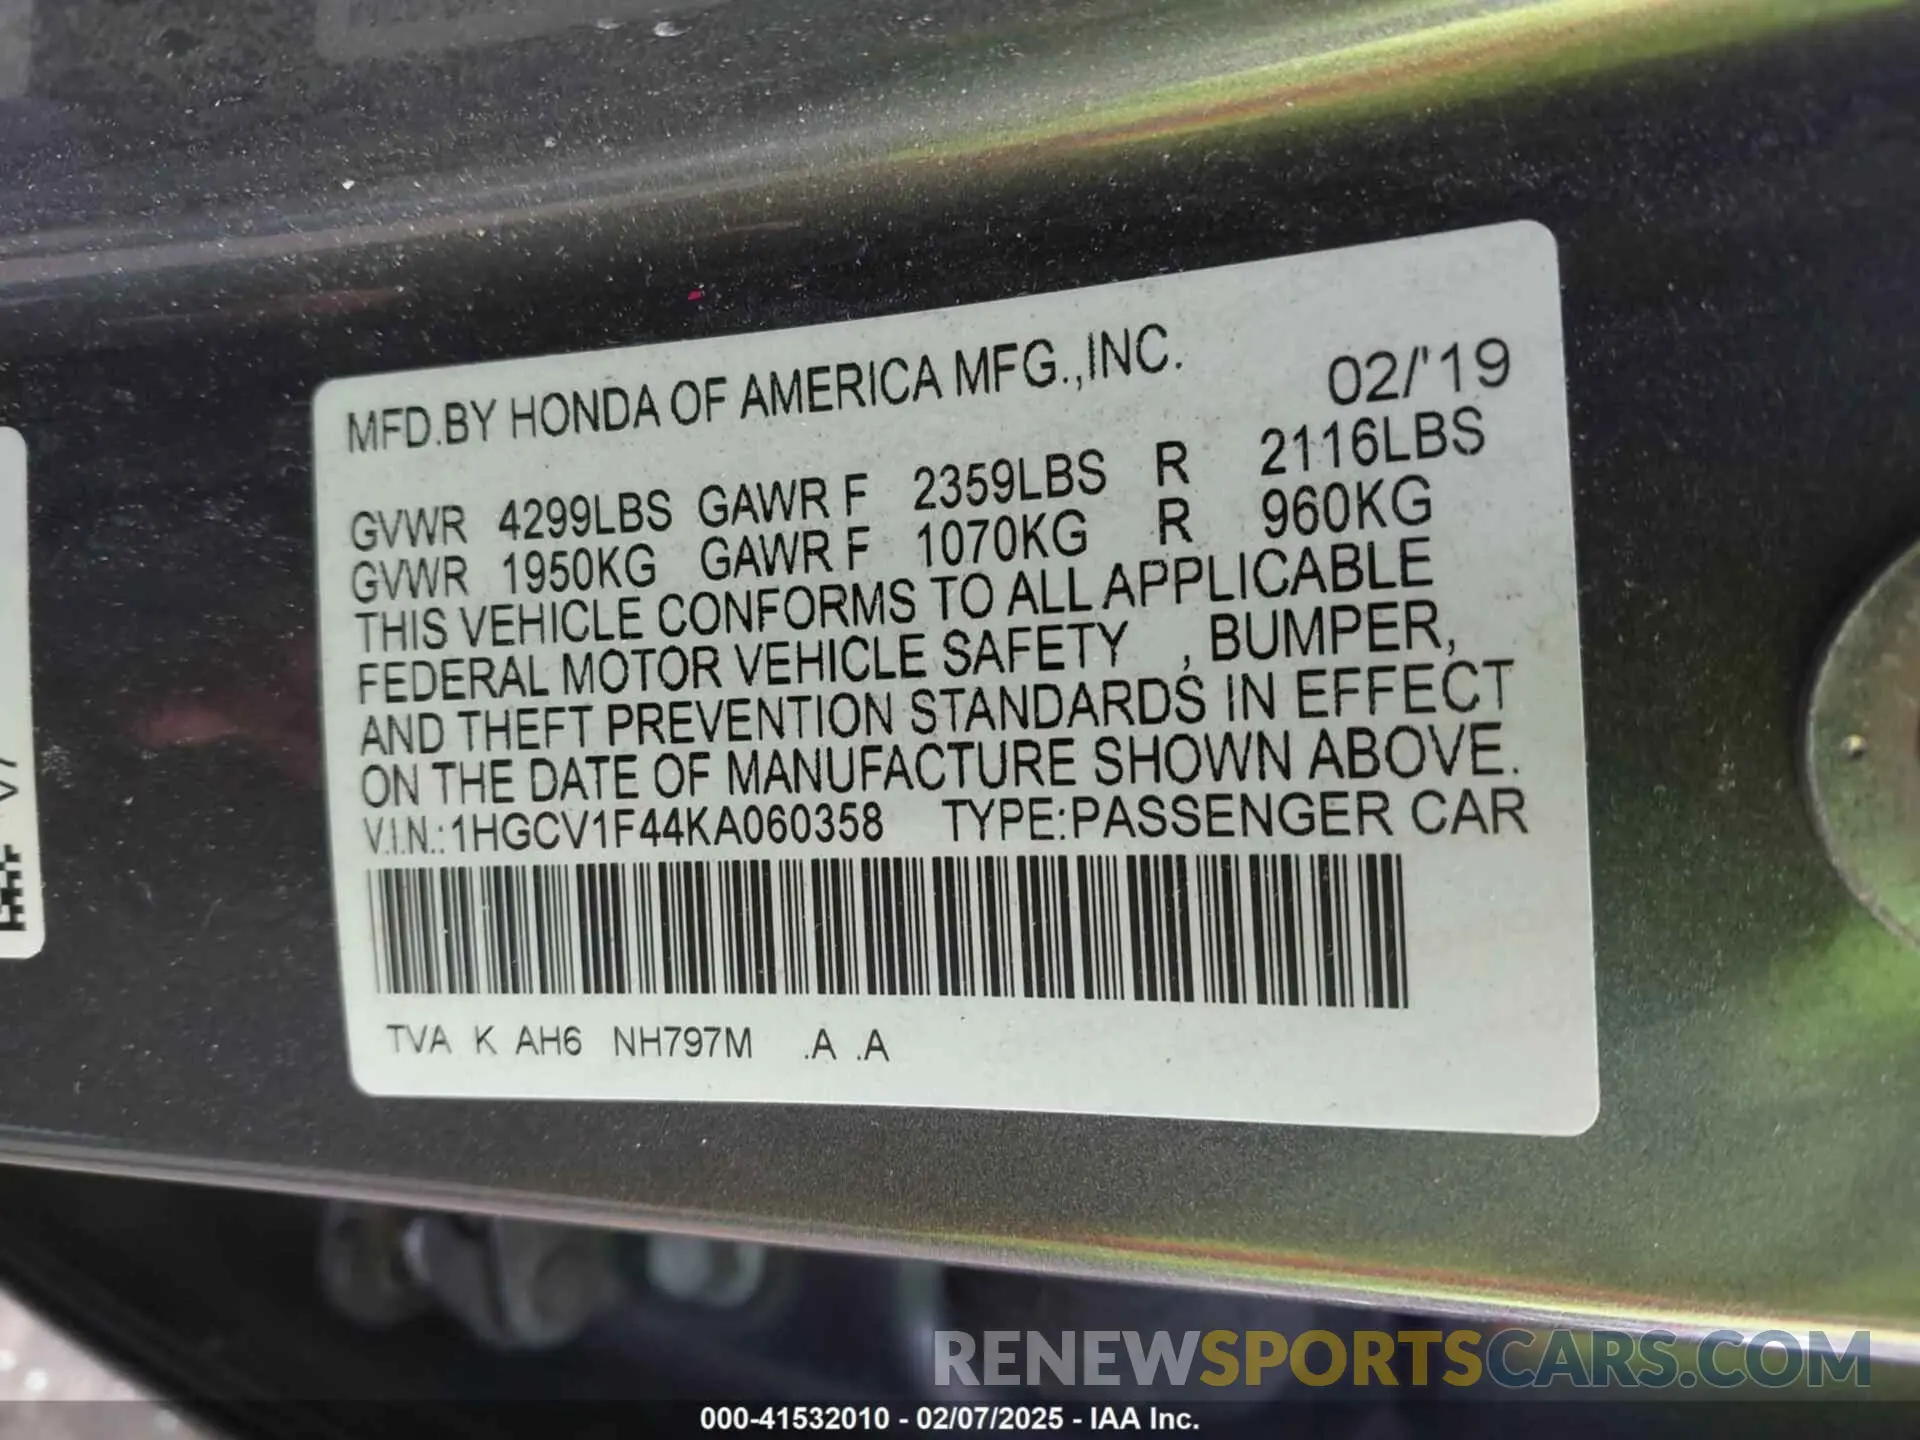 MFD.BY HONDA OF AMERICA MFG.,INC. 02/'19
GVWR 4299LBS GAWR F 2359LBS R 2116LBS
GVWR 1950KG GAWR F 1070KG R 960KG
THIS VEHICLE CONFORMS TO ALL APPLICABLE
FEDERAL MOTOR VEHICLE SAFETY , BUMPER,
AND THEFT PREVENTION STANDARDS IN EFFECT
ON THE DATE OF MANUFACTURE SHOWN ABOVE.
V.I.N.: 1HGCV1F44KA060358 TYPE:PASSENGER CAR
TVA K AH6 NH797M .A .A
RENEWSPORTSCARS.COM
000-41532010 - 02/07/2025 - IAA Inc.